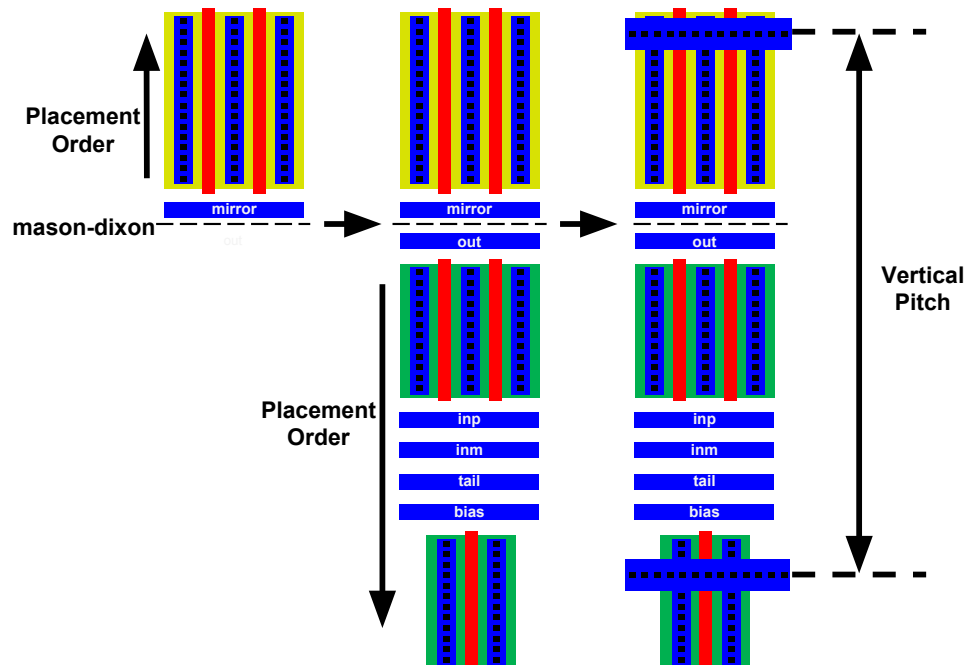 Placement
Order
mirror
mason-dixon
out
mirror
out
Placement
Order
inp
inm
tail
bias
mirror
out
inp
inm
tail
bias
Vertical
Pitch